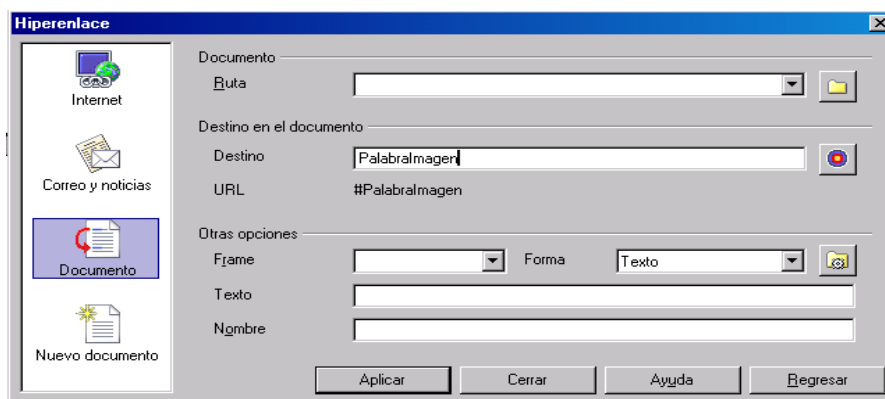 Hiperenlace
Internet
Correo y noticias
Documento
Nuevo documento
Documento
Ruta
Destino en el documento
Destino PalabraImagen
URL #PalabraImagen
Otras opciones
Frame Forma Texto
Texto
Nombre
Aplicar Cerrar Ayuda Regresar